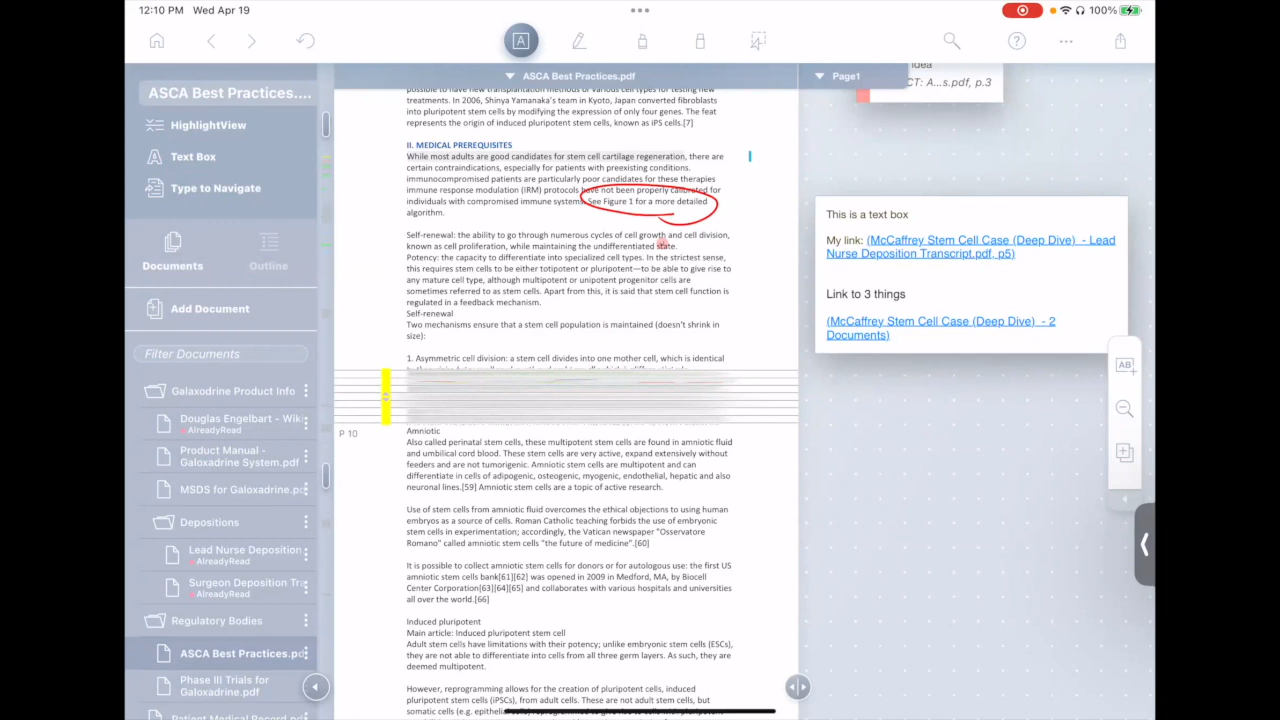 12:10 PM Wed Apr 19
100%
A
ASCA Best Practices....
HighlightView
Text Box
Type to Navigate
Documents
Outline
Add Document
Filter Documents
Galaxodrine Product Info
Douglas Engelbart - Wiki
AlreadyRead
Product Manual -
Galoxadrine System.pdf
MSDS for Galoxadrine.pd
Depositions
Lead Nurse Deposition
AlreadyRead
Surgeon Deposition Tra
AlreadyRead
Regulatory Bodies
ASCA Best Practices.pd
Phase III Trials for
Galoxadrine.pdf
Patient Medical Record.pdf
ASCA Best Practices.pdf
possible to have new transplantation methods or various cell types for testing new
treatments. In 2006, Shinya Yamanaka's team in Kyoto, Japan converted fibroblasts
into pluripotent stem cells by modifying the expression of only four genes. The feat
represents the origin of induced pluripotent stem cells, known as iPS cells.[7]
II. MEDICAL PREREQUISITES
While most adults are good candidates for stem cell cartilage regeneration, there are
certain contraindications, especially for patients with preexisting conditions.
immunocompromised patients are particularly poor candidates for these therapies
immune response modulation (IRM) protocols have not been properly calibrated for
individuals with compromised immune systems. See Figure 1 for a more detailed
algorithm.
Self-renewal: the ability to go through numerous cycles of cell growth and cell division,
known as cell proliferation, while maintaining the undifferentiated state.
Potency: the capacity to differentiate into specialized cell types. In the strictest sense,
this requires stem cells to be either totipotent or pluripotent—to be able to give rise to
any mature cell type, although multipotent or unipotent progenitor cells are
sometimes referred to as stem cells. Apart from this, it is said that stem cell function is
regulated in a feedback mechanism.
Self-renewal
Two mechanisms ensure that a stem cell population is maintained (doesn't shrink in
size):
1. Asymmetric cell division: a stem cell divides into one mother cell, which is identical
P 10
Amniotic
Also called perinatal stem cells, these multipotent stem cells are found in amniotic fluid
and umbilical cord blood. These stem cells are very active, expand extensively without
feeders and are not tumorigenic. Amniotic stem cells are multipotent and can
differentiate in cells of adipogenic, osteogenic, myogenic, endothelial, hepatic and also
neuronal lines.[59] Amniotic stem cells are a topic of active research.
Use of stem cells from amniotic fluid overcomes the ethical objections to using human
embryos as a source of cells. Roman Catholic teaching forbids the use of embryonic
stem cells in experimentation; accordingly, the Vatican newspaper "Osservatore
Romano" called amniotic stem cells "the future of medicine".[60]
It is possible to collect amniotic stem cells for donors or for autologous use: the first US
amniotic stem cells bank[61][62] was opened in 2009 in Medford, MA, by Biocell
Center Corporation[63][64][65] and collaborates with various hospitals and universities
all over the world.[66]
Induced pluripotent
Main article: Induced pluripotent stem cell
Adult stem cells have limitations with their potency; unlike embryonic stem cells (ESCs),
they are not able to differentiate into cells from all three germ layers. As such, they are
deemed multipotent.
However, reprogramming allows for the creation of pluripotent cells, induced
pluripotent stem cells (iPSCs), from adult cells. These are not adult stem cells, but
somatic cells (e.g.
Page1
idea
CT: A...s.pdf, p.3
This is a text box
My link: (McCaffrey Stem Cell Case (Deep Dive) - Lead
Nurse Deposition Transcript.pdf, p5)
Link to 3 things
(McCaffrey Stem Cell Case (Deep Dive) - 2
Documents)
AB